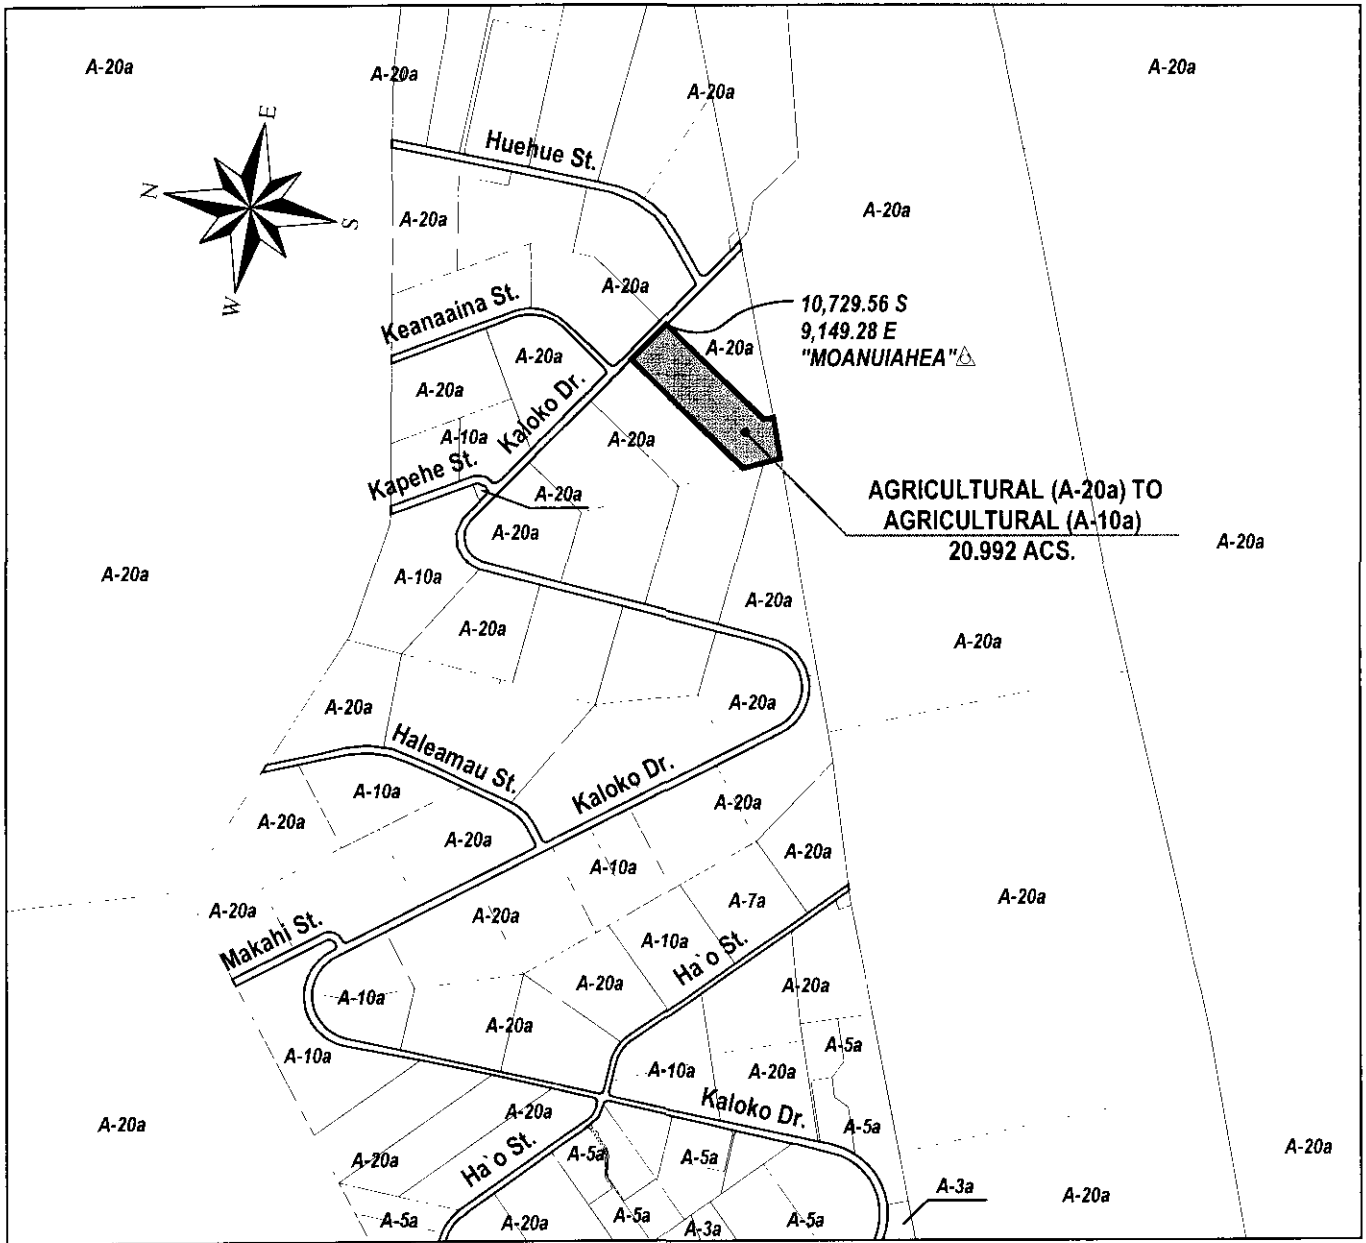 A-20a
A-20a
A-20a
A-20a
E
N
S
W
Huehue St.
A-20a
A-20a
A-20a
Keanaaina St.
10,729.56 S
9,149.28 E
"MOANUIAHEA"
A-20a
A-20a
A-20a
Kaloko Dr.
A-10a
A-20a
Kapehe St.
A-20a
A-20a
AGRICULTURAL (A-20a) TO
AGRICULTURAL (A-10a)
20.992 ACS.
A-20a
A-20a
A-10a
A-20a
A-20a
A-20a
A-20a
A-20a
Haleamau St.
Kaloko Dr.
A-10a
A-20a
A-20a
A-20a
A-20a
A-10a
A-7a
A-20a
A-20a
Makahi St.
A-20a
A-10a
Ha`o St.
A-20a
A-20a
A-10a
A-20a
A-5a
A-10a
A-10a
A-20a
Kaloko Dr.
A-20a
A-20a
A-5a
A-20a
Ha`o St.
A-20a
A-5a
A-5a
A-3a
A-20a
A-5a
A-20a
A-5a
A-3a
A-5a